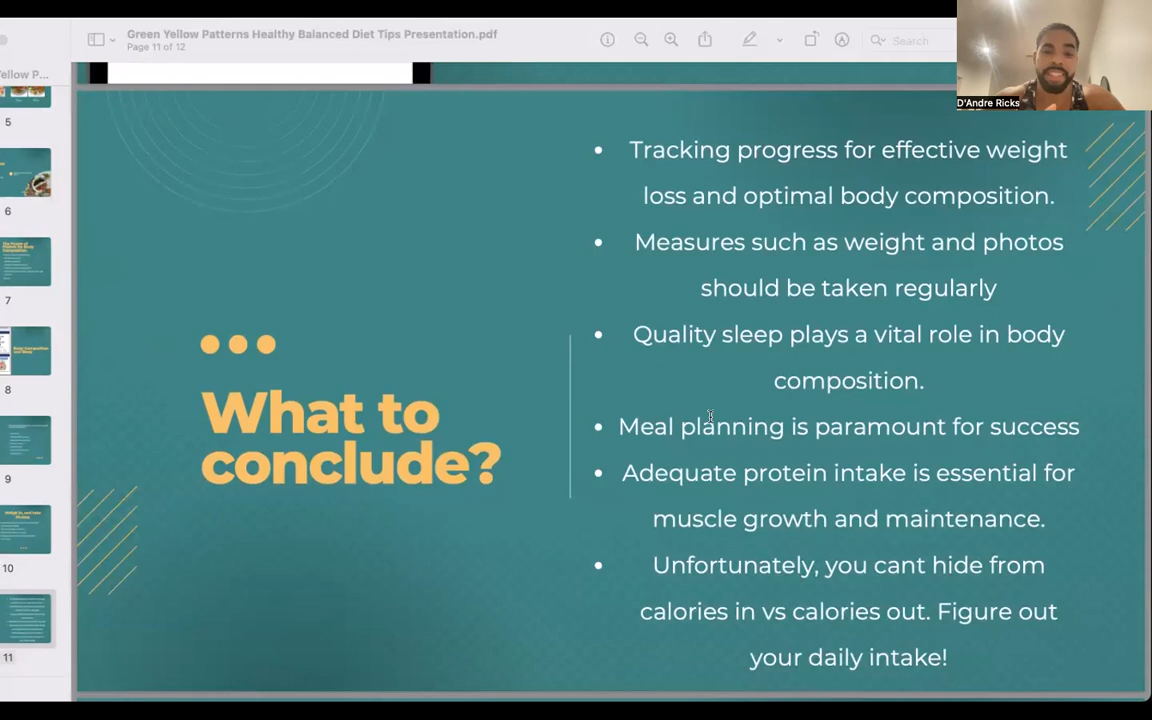 Green Yellow Patterns Healthy Balanced Diet Tips Presentation.pdf
Page 11 of 12
Search
D'Andre Ricks
ellow P...
5
6
7
8
9
10
11
What to
conclude?
• Tracking progress for effective weight
loss and optimal body composition.
• Measures such as weight and photos
should be taken regularly
• Quality sleep plays a vital role in body
composition.
• Meal planning is paramount for success
• Adequate protein intake is essential for
muscle growth and maintenance.
• Unfortunately, you cant hide from
calories in vs calories out. Figure out
your daily intake!